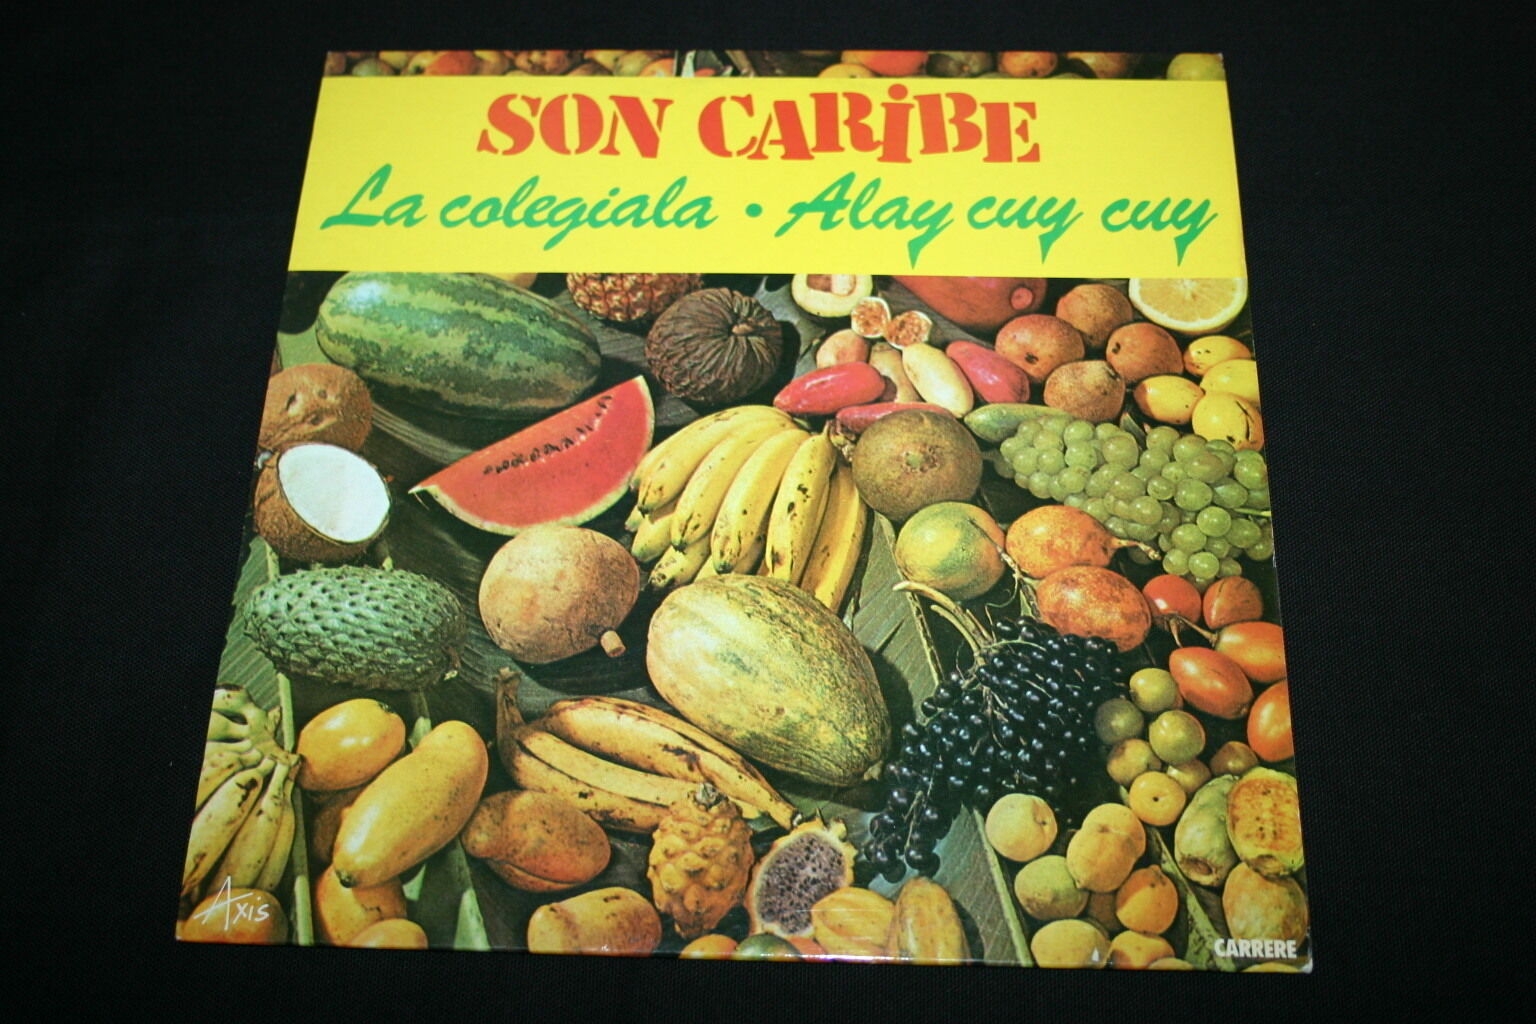 SON CARiBE
La colegiala • Alay cuy cuy
Axis
CARRERE